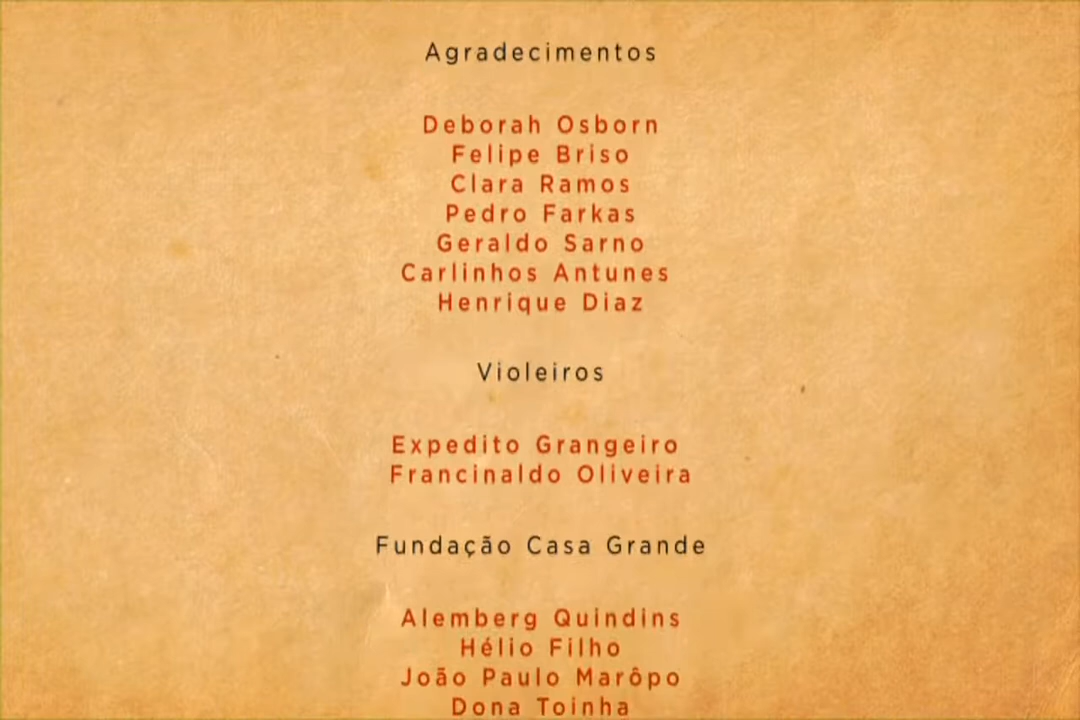 Agradecimentos
Deborah Osborn
Felipe Briso
Clara Ramos
Pedro Farkas
Geraldo Sarno
Carlinhos Antunes
Henrique Diaz
Violeiros
Expedito Grangeiro
Francinaldo Oliveira
Fundação Casa Grande
Alemberg Quindins
Hélio Filho
João Paulo Marôpo
Dona Toinha